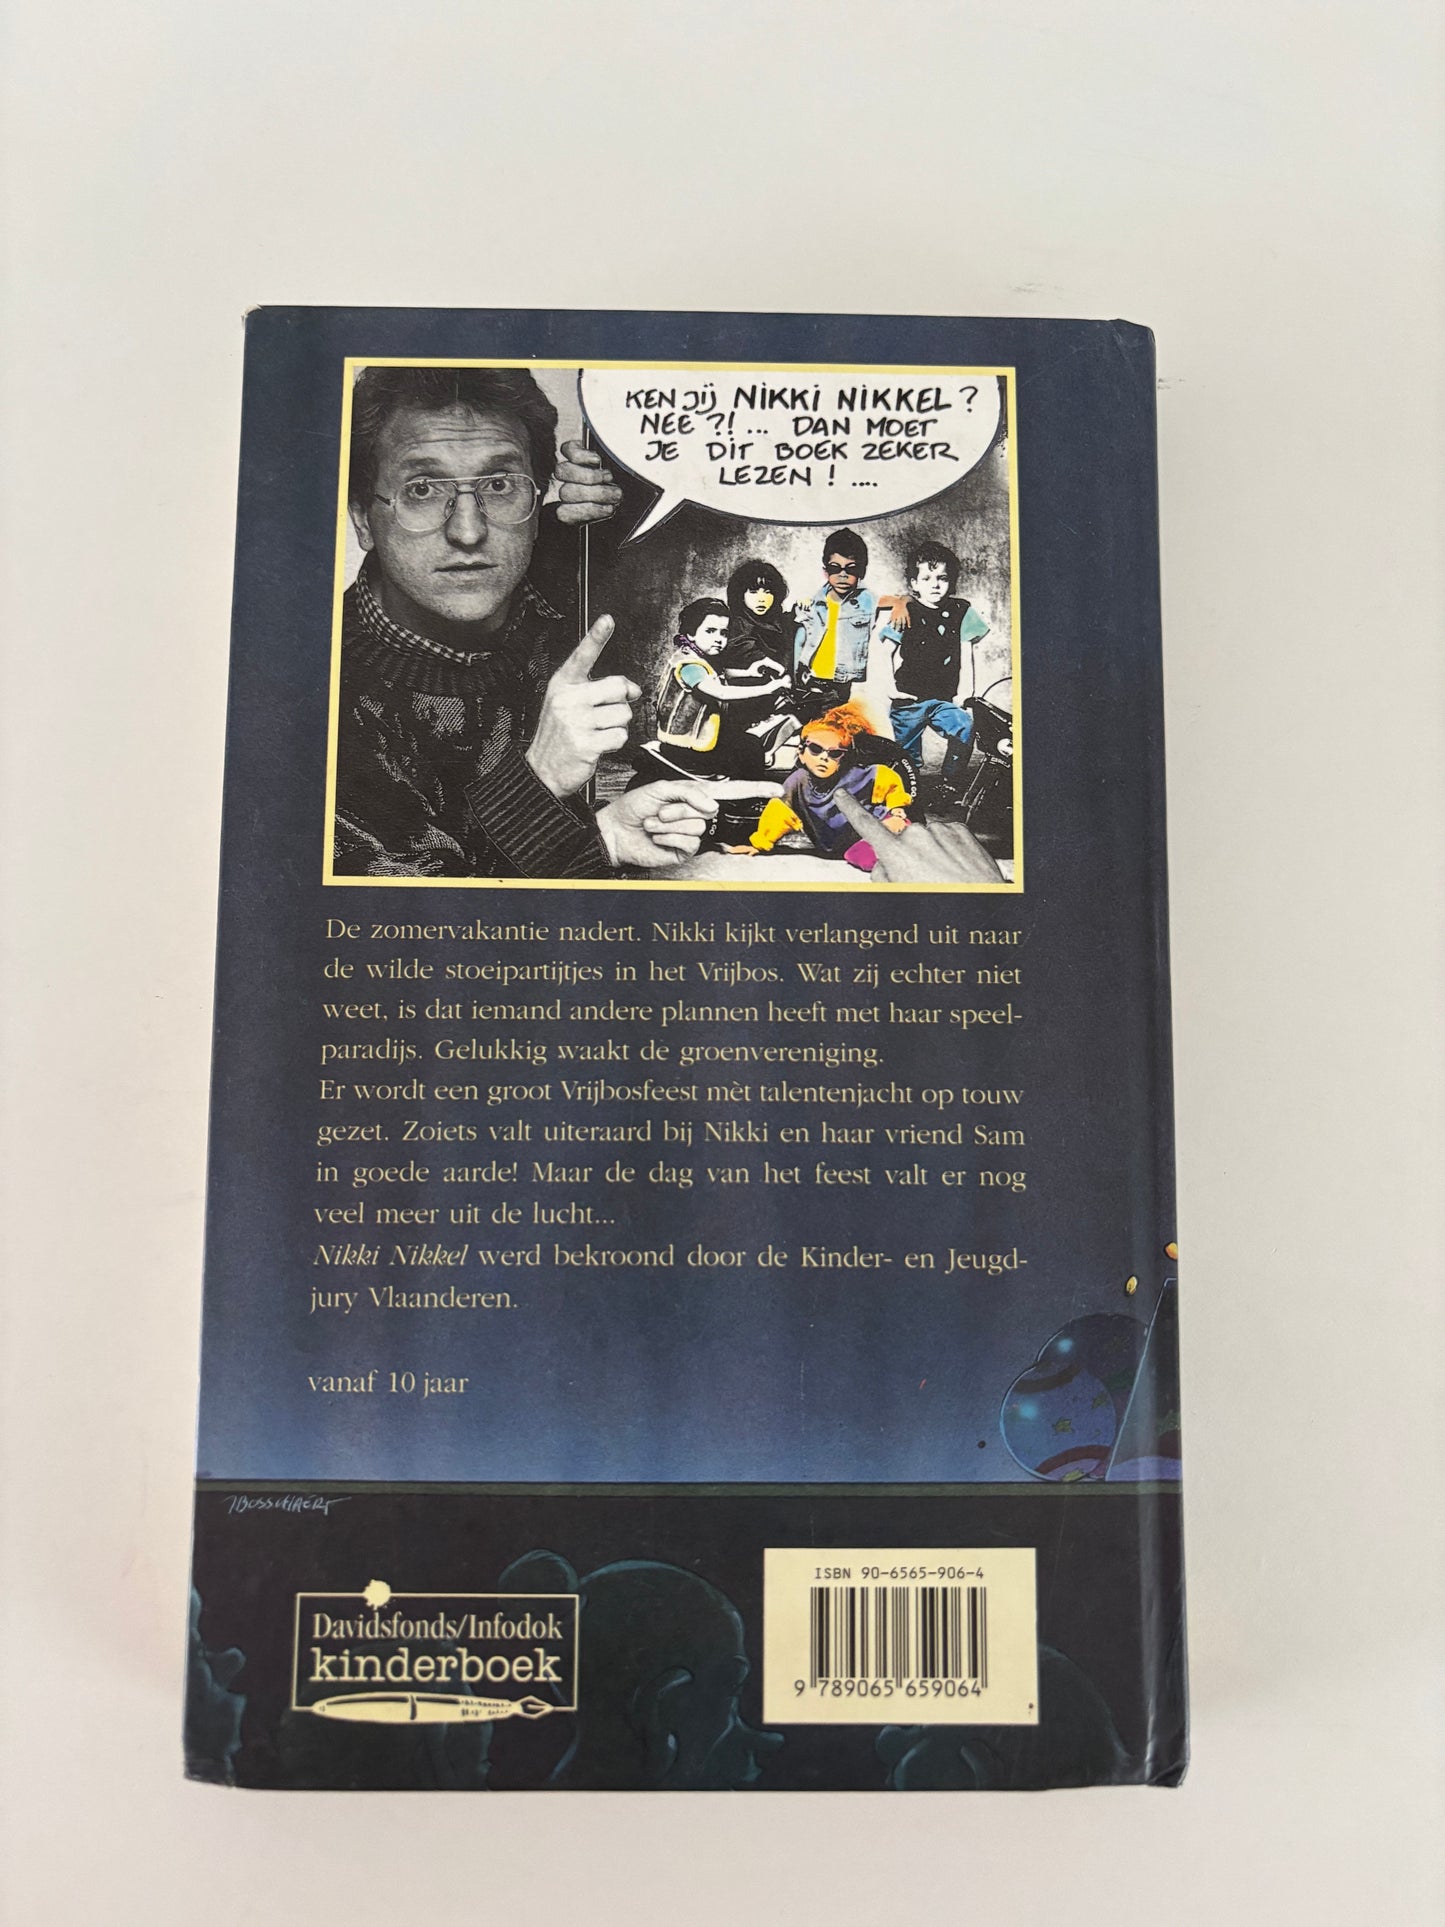 KEN JIJ NIKKI NIKKEL?
NEE ?! ... DAN MOET
JE DIT BOEK ZEKER
LEZEN ! ....
GUN IT & GO
& GO
De zomervakantie nadert. Nikki kijkt verlangend uit naar
de wilde stoeipartijtjes in het Vrijbos. Wat zij echter niet
weet, is dat iemand andere plannen heeft met haar speel-
paradijs. Gelukkig waakt de groenvereniging.
Er wordt een groot Vrijbosfeest mèt talentenjacht op touw
gezet. Zoiets valt uiteraard bij Nikki en haar vriend Sam
in goede aarde! Maar de dag van het feest valt er nog
veel meer uit de lucht...
Nikki Nikkel werd bekroond door de Kinder- en Jeugd-
jury Vlaanderen.
vanaf 10 jaar
BOSSCHAERT
Davidsfonds/Infodok
kinderboek
ISBN 90-6565-906-4
9 789065 659064